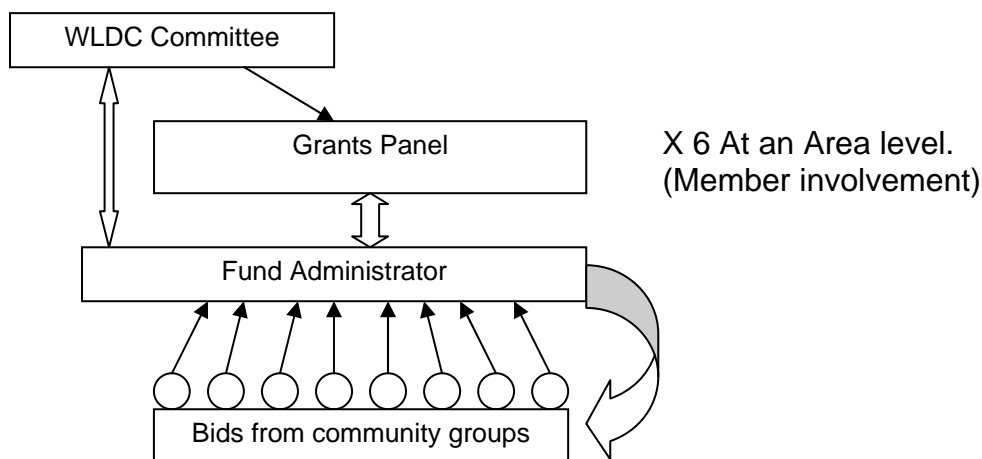 WLDC Committee
Grants Panel
X 6 At an Area level.
(Member involvement)
Fund Administrator
Bids from community groups